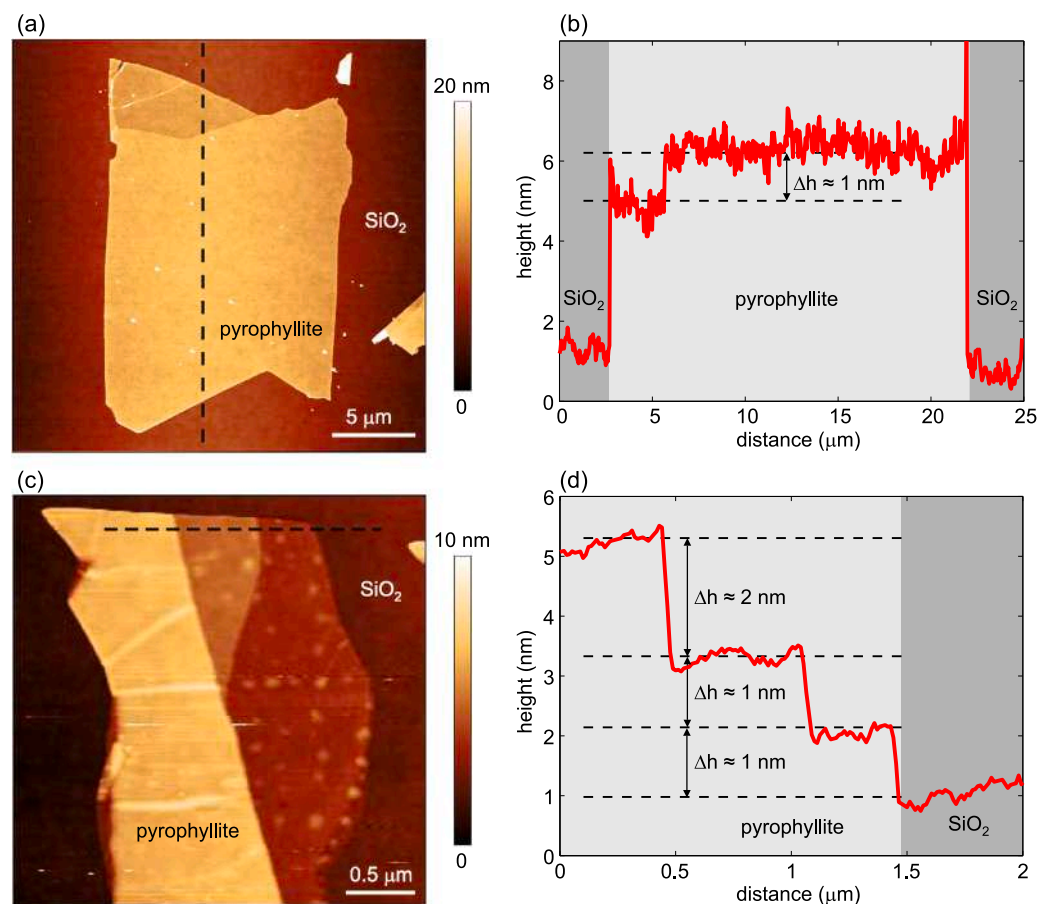 (a)
20 nm
SiO2
pyrophyllite
5 μm
0
(b)
height (nm)
8
6
4
2
0
Δh ≈ 1 nm
SiO2
pyrophyllite
SiO2
0
5
10
15
20
25
distance (μm)
(c)
10 nm
SiO2
pyrophyllite
0.5 μm
0
(d)
height (nm)
6
5
4
3
2
1
0
Δh ≈ 2 nm
Δh ≈ 1 nm
Δh ≈ 1 nm
pyrophyllite
SiO2
0
0.5
1
1.5
2
distance (μm)